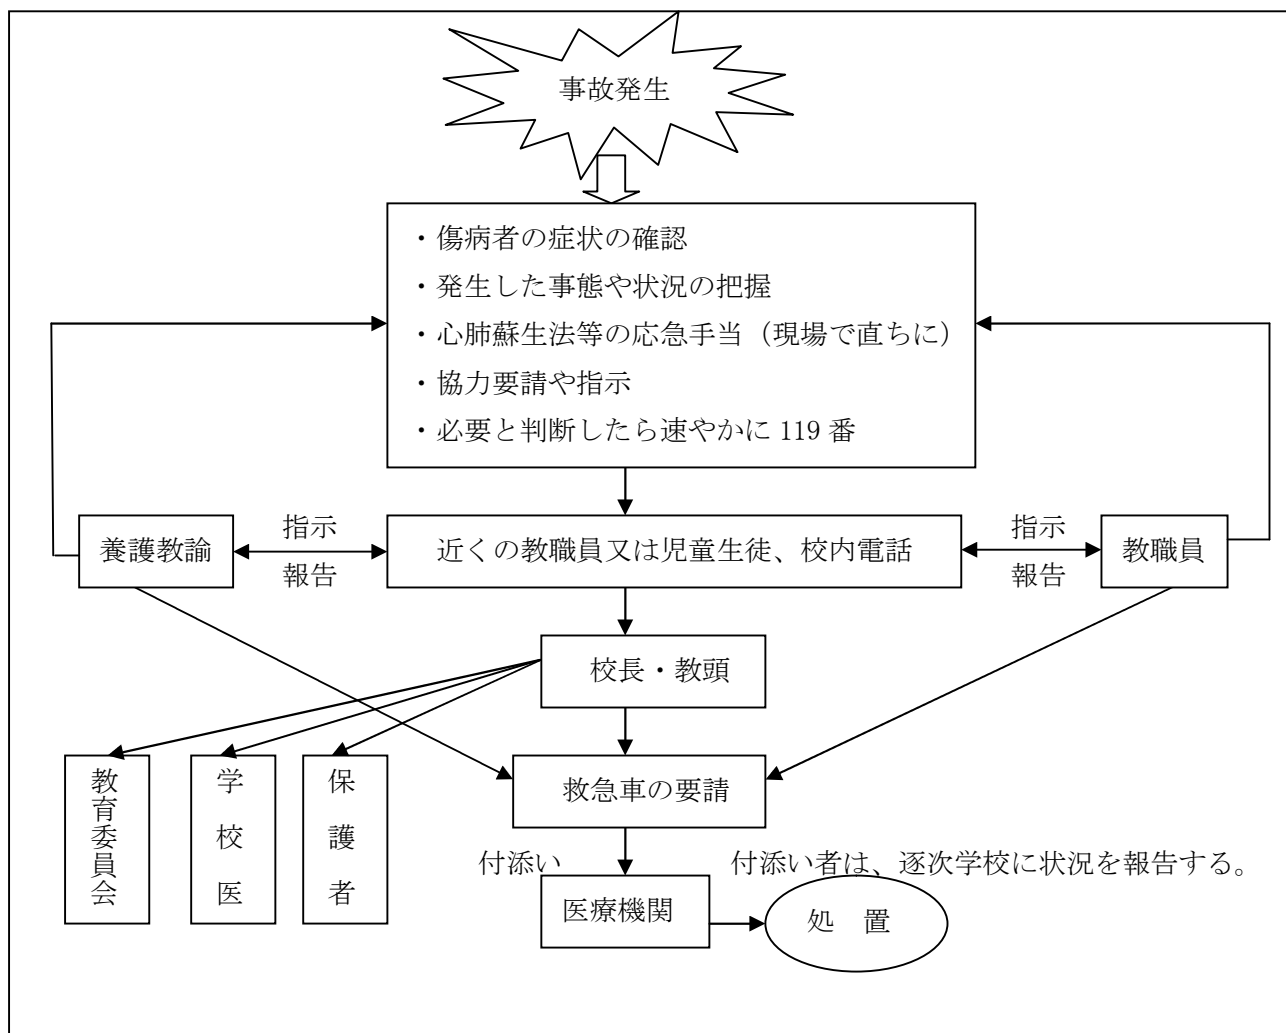 事故発生
・傷病者の症状の確認
・発生した事態や状況の把握
・心肺蘇生法等の応急手当（現場で直ちに）
・協力要請や指示
・必要と判断したら速やかに 119 番
養護教諭
指示
報告
近くの教職員又は児童生徒、校内電話
指示
報告
教職員
校長・教頭
教育委員会
学校医
保護者
救急車の要請
付添い
付添い者は、逐次学校に状況を報告する。
医療機関
処 置